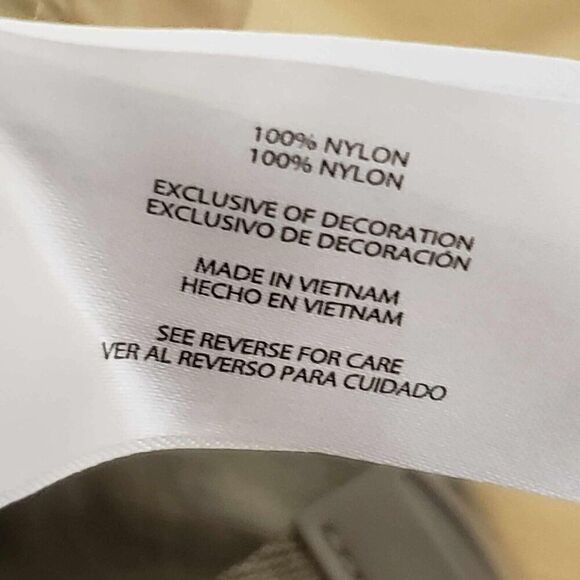 100% NYLON
100% NYLON
EXCLUSIVE OF DECORATION
EXCLUSIVO DE DECORACIÓN
MADE IN VIETNAM
HECHO EN VIETNAM
SEE REVERSE FOR CARE
VER AL REVERSO PARA CUIDADO